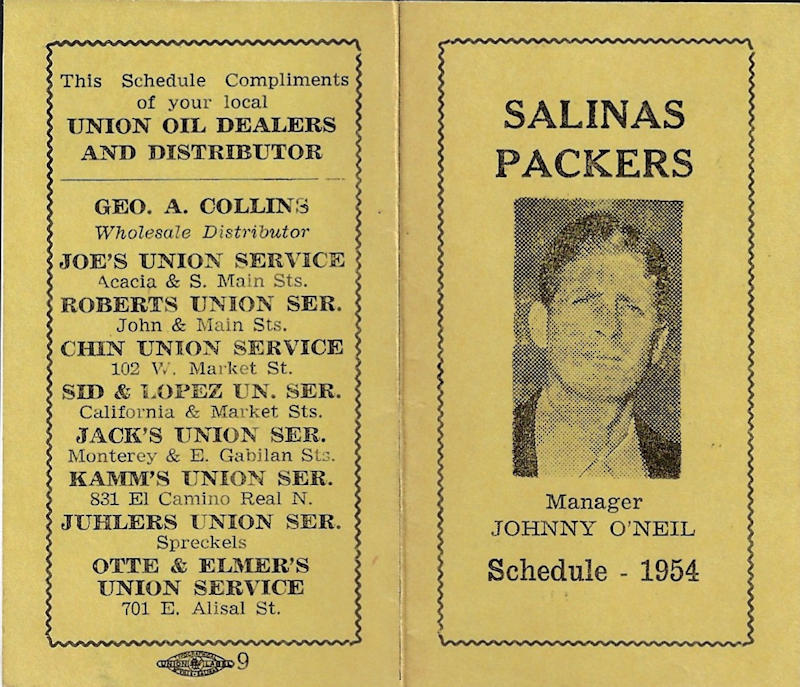 This Schedule Compliments
of your local
UNION OIL DEALERS
AND DISTRIBUTOR
GEO. A. COLLINS
Wholesale Distributor
JOE'S UNION SERVICE
Acacia & S. Main Sts.
ROBERTS UNION SER.
John & Main Sts.
CHIN UNION SERVICE
102 W. Market St.
SID & LOPEZ UN. SER.
California & Market Sts.
JACK'S UNION SER.
Monterey & E. Gabilan Sts.
KAMM'S UNION SER.
831 El Camino Real N.
JUHLERS UNION SER.
Spreckels
OTTE & ELMER'S
UNION SERVICE
701 E. Alisal St.
UNION LABEL 9
SALINAS
PACKERS
Manager
JOHNNY O'NEIL
Schedule - 1954